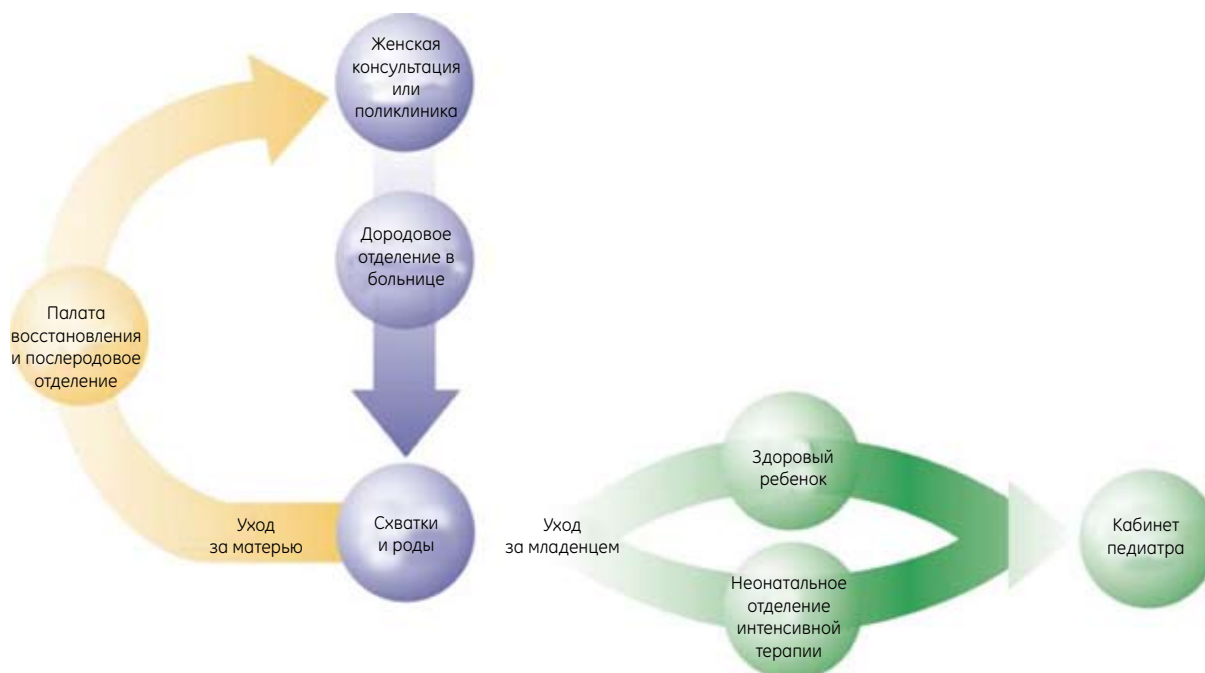 Женская
консультация
или
поликлиника
Дородовое
отделение в
больнице
Палата
восстановления
и послеродовое
отделение
Уход
за матерью
Схватки
и роды
Уход
за младенцем
Здоровый
ребенок
Неонатальное
отделение
интенсивной
терапии
Кабинет
педиатра